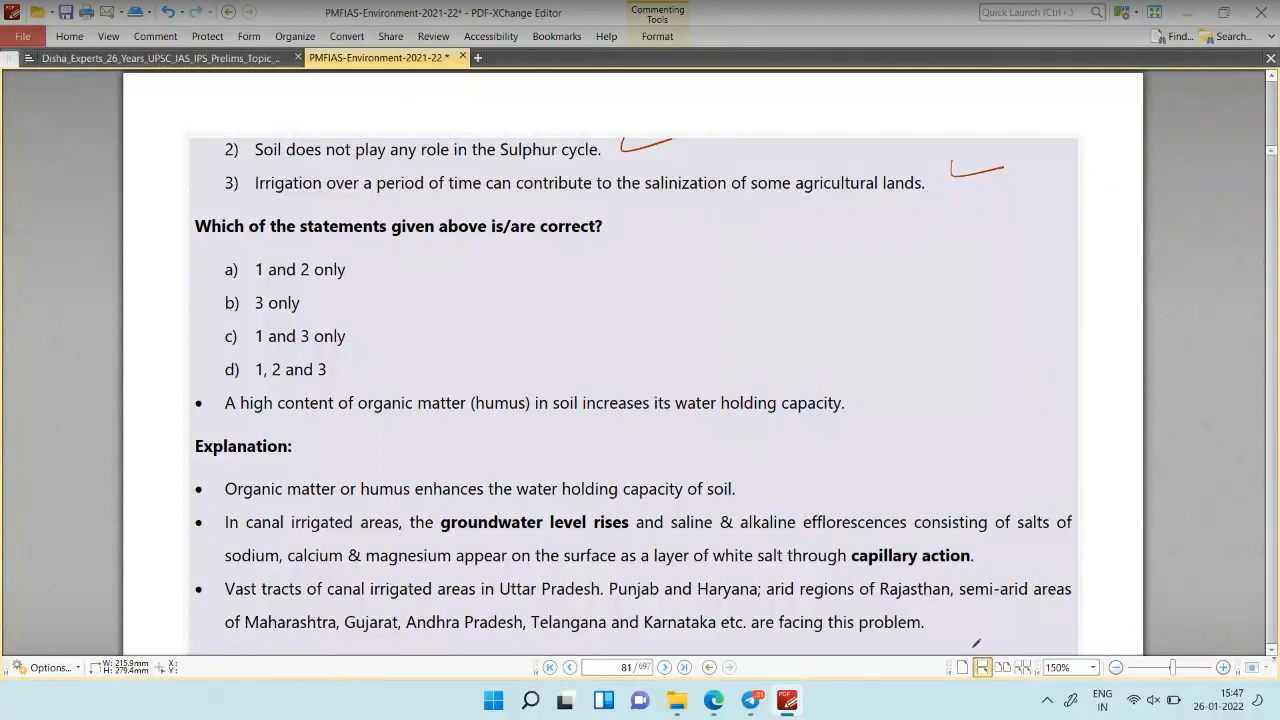 PMFIAS-Environment-2021-22* - PDF-XChange Editor
Commenting Tools
Quick Launch (Ctrl+.)
File Home View Comment Protect Form Organize Convert Share Review Accessibility Bookmarks Help Format
Find... Search...
Disha_Experts_26_Years_UPSC_IAS_IPS_Prelims_Topic_...
PMFIAS-Environment-2021-22 *
2) Soil does not play any role in the Sulphur cycle.
3) Irrigation over a period of time can contribute to the salinization of some agricultural lands.
Which of the statements given above is/are correct?
a) 1 and 2 only
b) 3 only
c) 1 and 3 only
d) 1, 2 and 3
• A high content of organic matter (humus) in soil increases its water holding capacity.
Explanation:
• Organic matter or humus enhances the water holding capacity of soil.
• In canal irrigated areas, the groundwater level rises and saline & alkaline efflorescences consisting of salts of
sodium, calcium & magnesium appear on the surface as a layer of white salt through capillary action.
• Vast tracts of canal irrigated areas in Uttar Pradesh. Punjab and Haryana; arid regions of Rajasthan, semi-arid areas
of Maharashtra, Gujarat, Andhra Pradesh, Telangana and Karnataka etc. are facing this problem.
Options...
W: 215.9mm
H: 279.4mm
X:
Y:
81 / 697
150%
ENG
IN
15:47
26-01-2022